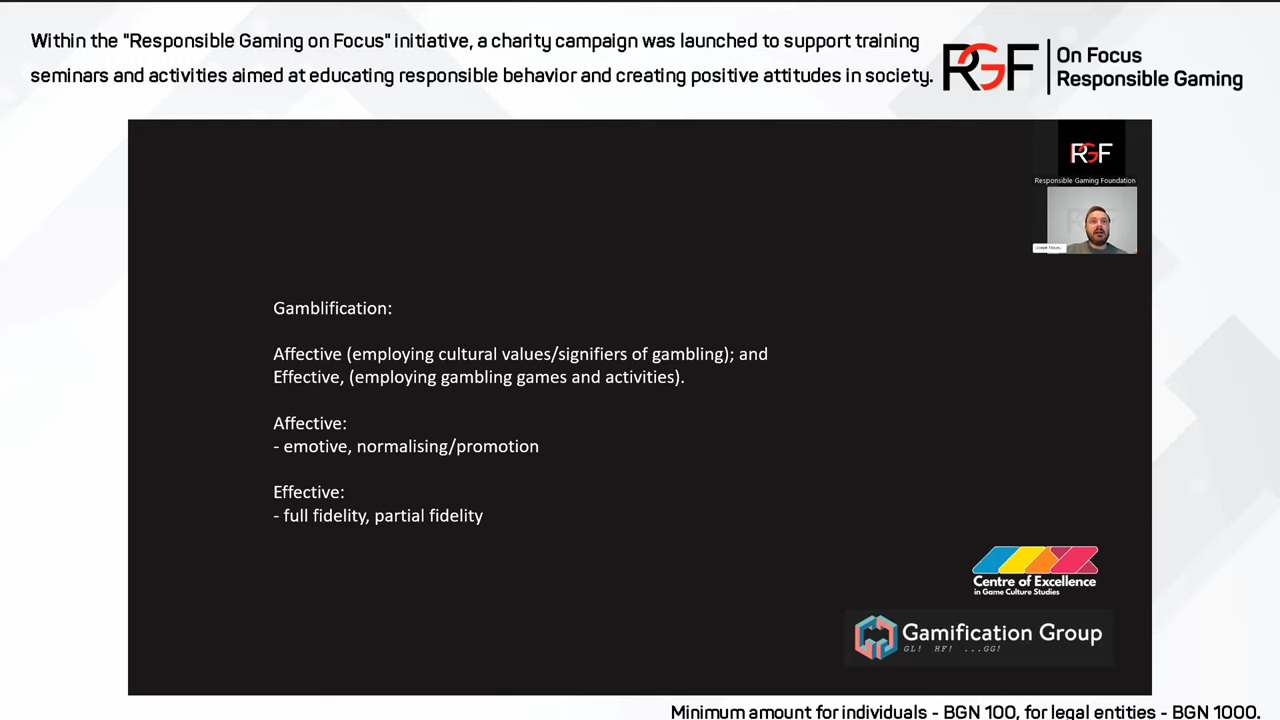 Within the "Responsible Gaming on Focus" initiative, a charity campaign was launched to support training
seminars and activities aimed at educating responsible behavior and creating positive attitudes in society.
RGF
On Focus
Responsible Gaming
RGF
Responsible Gaming Foundation
Gamblification:
Affective (employing cultural values/signifiers of gambling); and
Effective, (employing gambling games and activities).
Affective:
- emotive, normalising/promotion
Effective:
- full fidelity, partial fidelity
Centre of Excellence
in Game Culture Studies
Gamification Group
GL! HF! ...GG!
Minimum amount for individuals - BGN 100, for legal entities - BGN 1000.